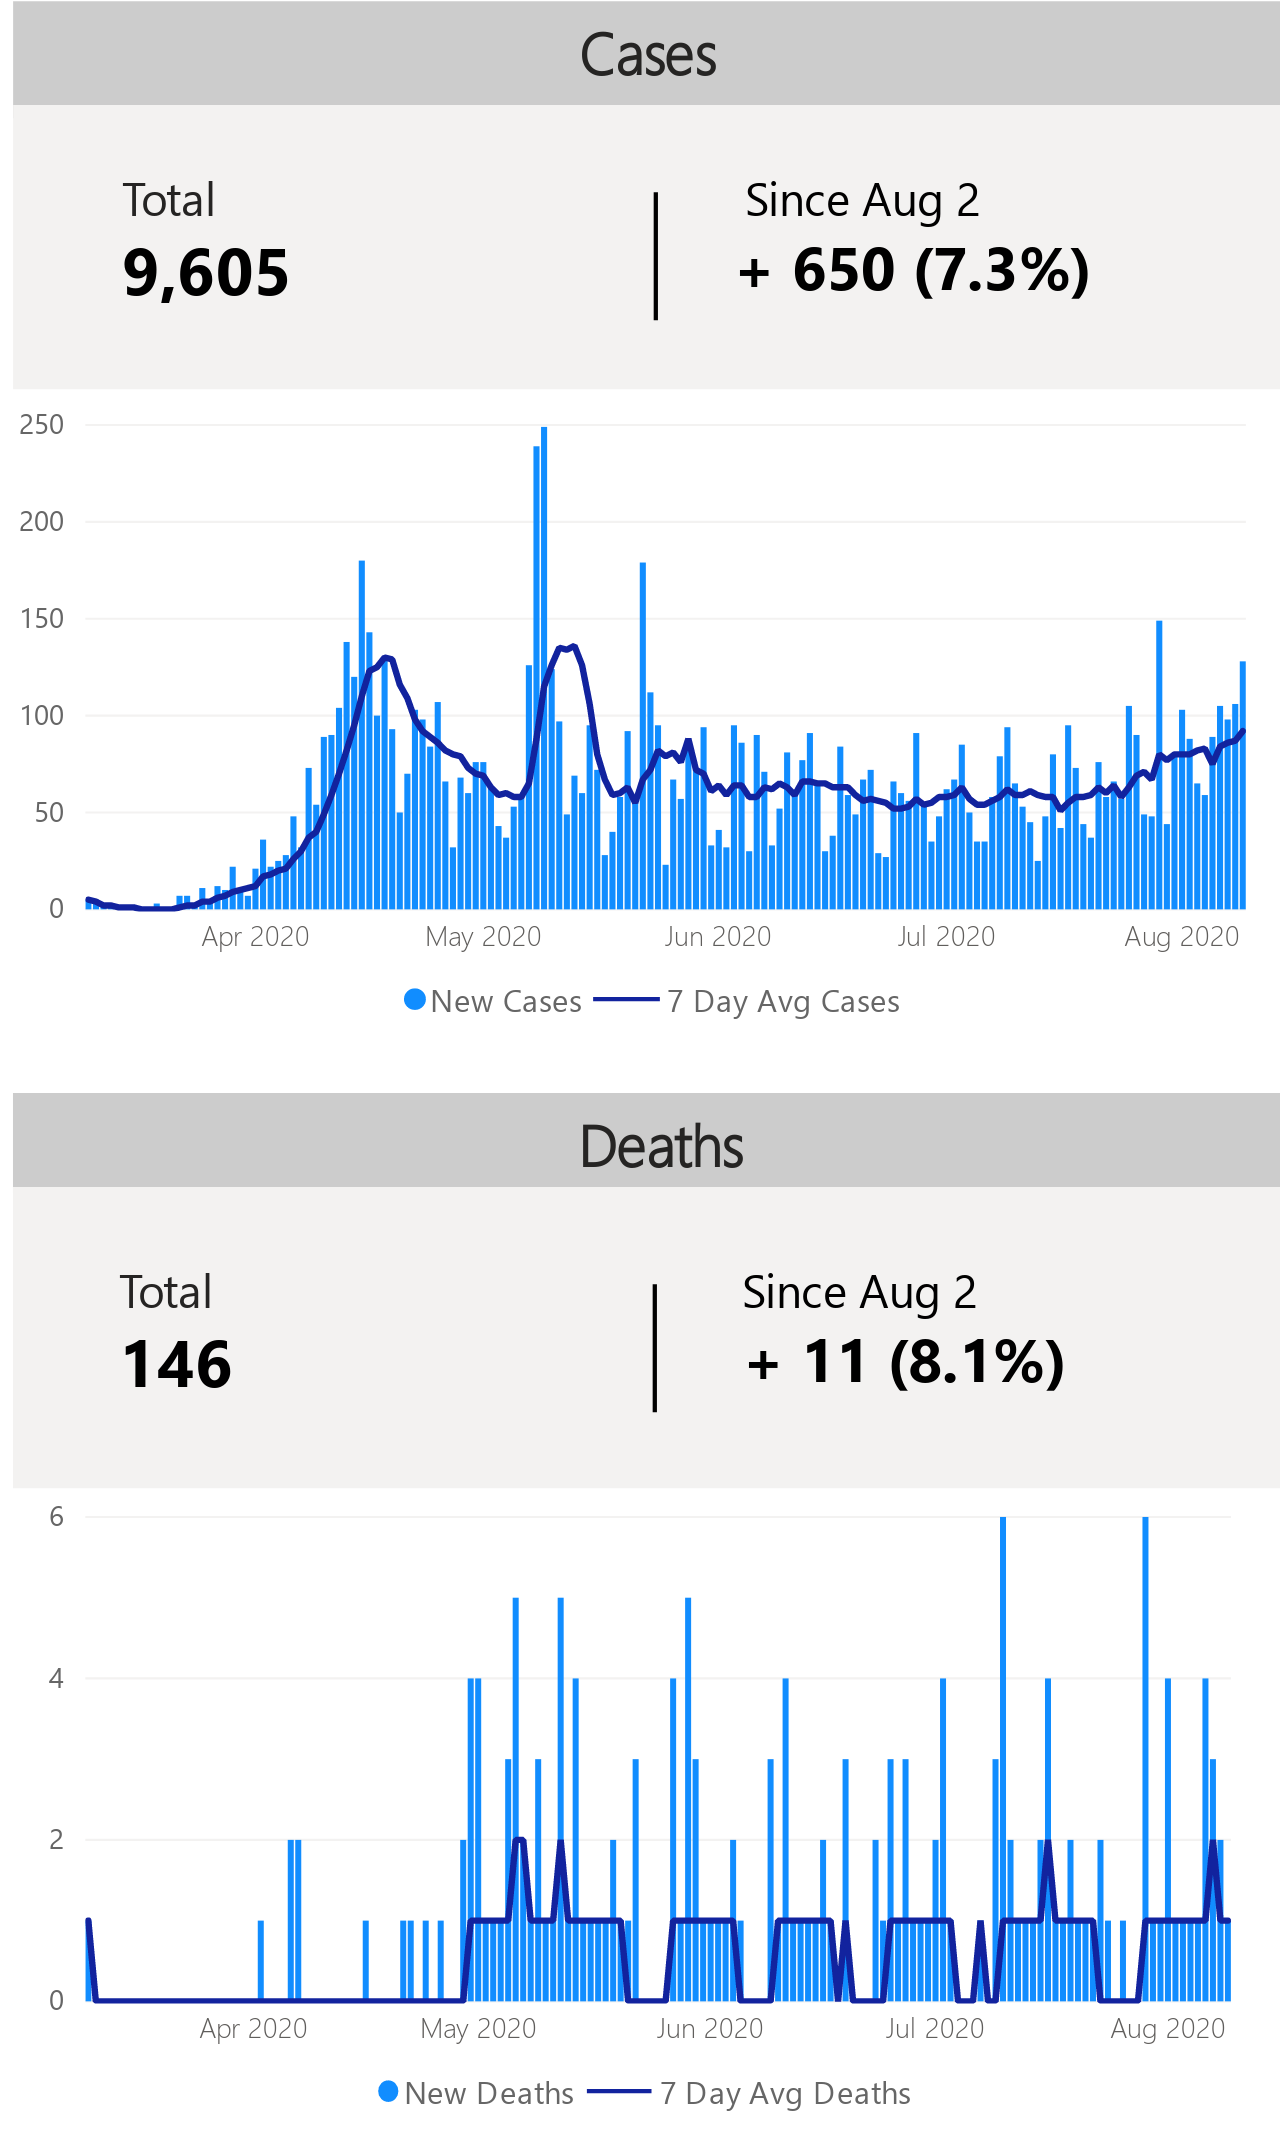 Cases
Total
Since Aug 2
9,605
+ 650 (7.3%)
250
200
150
100
50
0
Apr 2020
May 2020
Jun 2020
Jul 2020
Aug 2020
New Cases
7 Day Avg Cases
Deaths
Total
Since Aug 2
146
+ 11 (8.1%)
6
4
2
0
Apr 2020
May 2020
Jun 2020
Jul 2020
Aug 2020
New Deaths
7 Day Avg Deaths